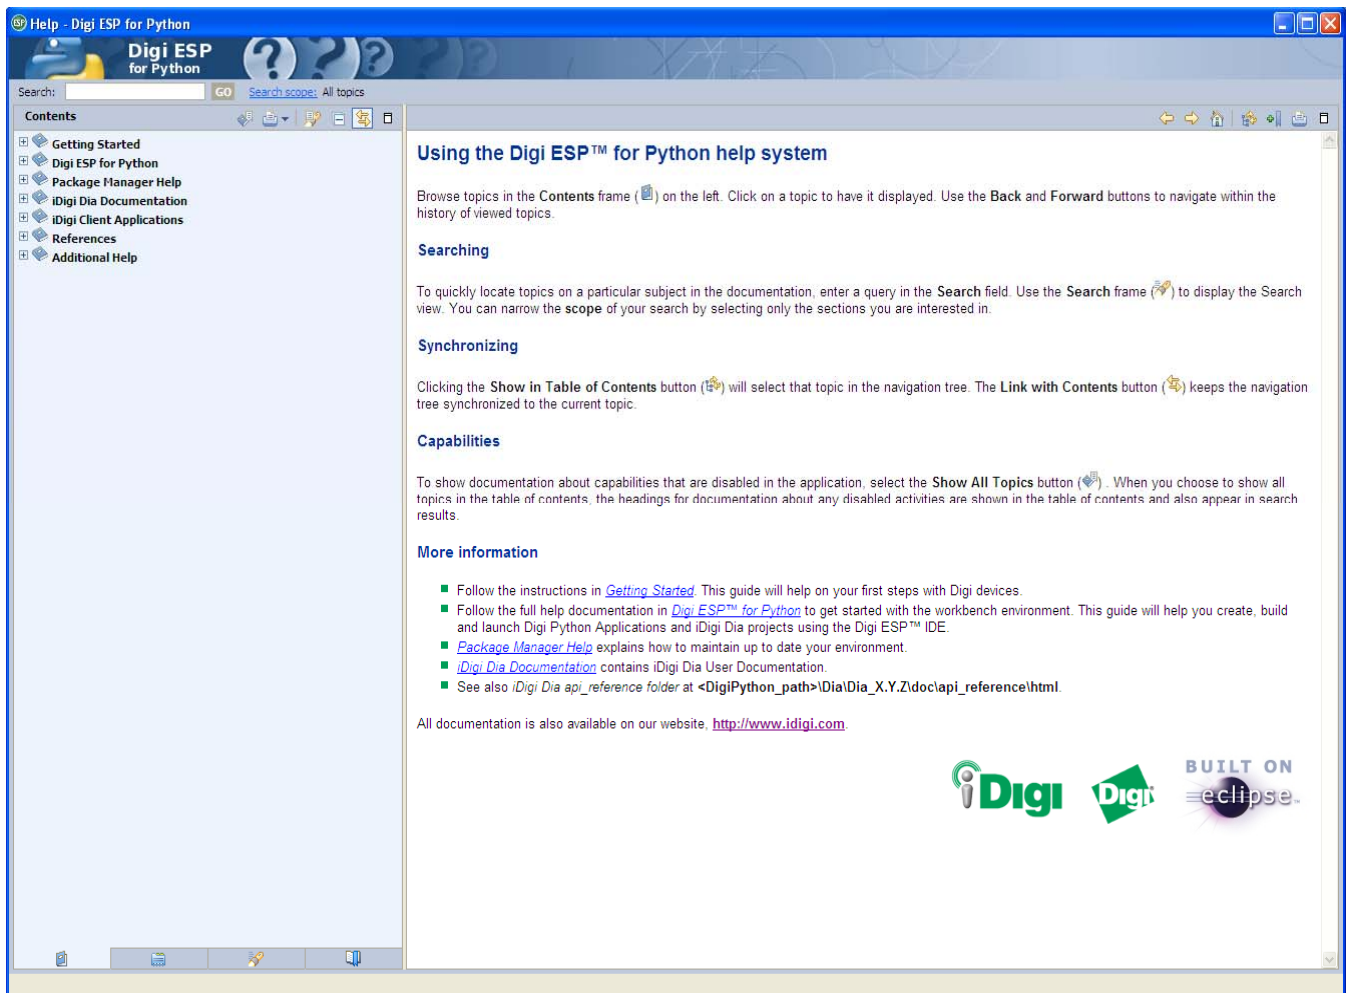 Help - Digi ESP for Python
Digi ESP
for Python
Search:
GO
Search scope: All topics
Contents
Getting Started
Digi ESP for Python
Package Manager Help
iDigi Dia Documentation
iDigi Client Applications
References
Additional Help
Using the Digi ESP™ for Python help system
Browse topics in the Contents frame ( ) on the left. Click on a topic to have it displayed. Use the Back and Forward buttons to navigate within the
history of viewed topics.
Searching
To quickly locate topics on a particular subject in the documentation, enter a query in the Search field. Use the Search frame ( ) to display the Search
view. You can narrow the scope of your search by selecting only the sections you are interested in.
Synchronizing
Clicking the Show in Table of Contents button ( ) will select that topic in the navigation tree. The Link with Contents button ( ) keeps the navigation
tree synchronized to the current topic.
Capabilities
To show documentation about capabilities that are disabled in the application, select the Show All Topics button ( ) . When you choose to show all
topics in the table of contents, the headings for documentation about any disabled activities are shown in the table of contents and also appear in search
results.
More information
Follow the instructions in Getting Started. This guide will help on your first steps with Digi devices.
Follow the full help documentation in Digi ESP™ for Python to get started with the workbench environment. This guide will help you create, build
and launch Digi Python Applications and iDigi Dia projects using the Digi ESP™ IDE.
Package Manager Help explains how to maintain up to date your environment.
iDigi Dia Documentation contains iDigi Dia User Documentation.
See also iDigi Dia api_reference folder at <DigiPython_path>\Dia\Dia_X.Y.Z\doc\api_reference\html.
All documentation is also available on our website, http://www.idigi.com.
iDigi
Digi
BUILT ON
eclipse™